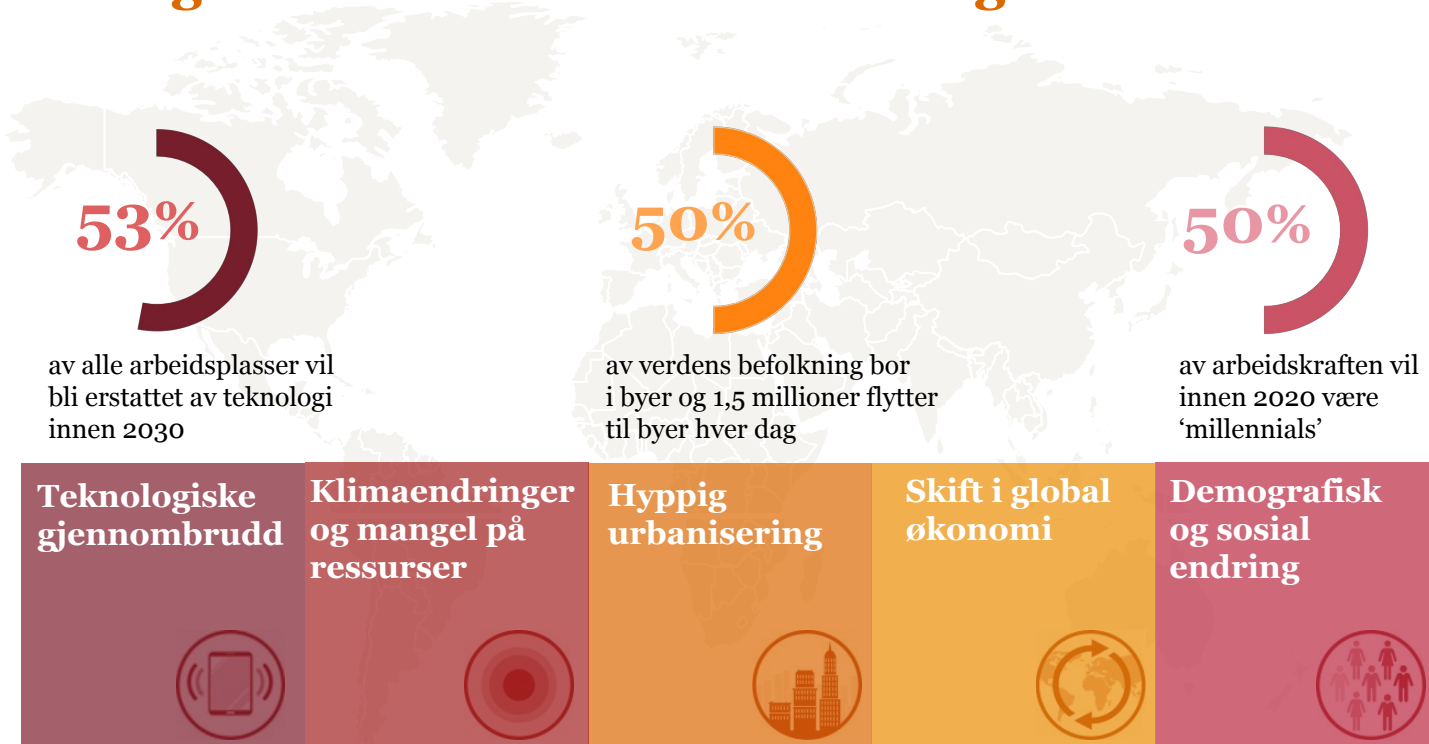 53%
av alle arbeidsplasser vil
bli erstattet av teknologi
innen 2030
50%
av verdens befolkning bor
i byer og 1,5 millioner flytter
til byer hver dag
50%
av arbeidskraften vil
innen 2020 være
‘millennials’
Teknologiske
gjennombrudd
Klimaendringer
og mangel på
ressurser
Hyppig
urbanisering
Skift i global
økonomi
Demografisk
og sosial
endring